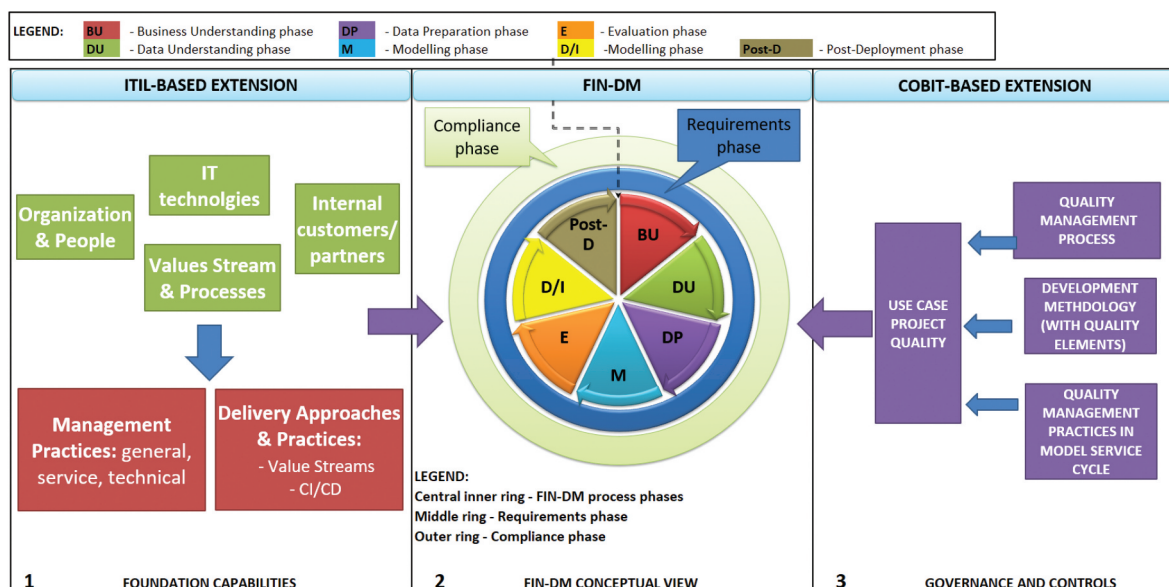 LEGEND:
BU - Business Understanding phase
DP - Data Preparation phase
E - Evaluation phase
DU - Data Understanding phase
M - Modelling phase
D/I -Modelling phase
Post-D - Post-Deployment phase
ITIL-BASED EXTENSION
IT
technolgies
Organization
& People
Internal
customers/
partners
Values Stream
& Processes
Management
Practices: general,
service, technical
Delivery Approaches
& Practices:
- Value Streams
- CI/CD
1 FOUNDATION CAPABILITIES
FIN-DM
Compliance
phase
Requirements
phase
Post-
D
BU
D/I
DU
E
DP
M
LEGEND:
Central inner ring - FIN-DM process phases
Middle ring - Requirements phase
Outer ring - Compliance phase
2 FIN-DM CONCEPTUAL VIEW
COBIT-BASED EXTENSION
USE CASE
PROJECT
QUALITY
QUALITY
MANAGEMENT
PROCESS
DEVELOPMENT
METHDOLOGY
(WITH QUALITY
ELEMENTS)
QUALITY
MANAGEMENT
PRACTICES IN
MODEL SERVICE
CYCLE
3 GOVERNANCE AND CONTROLS